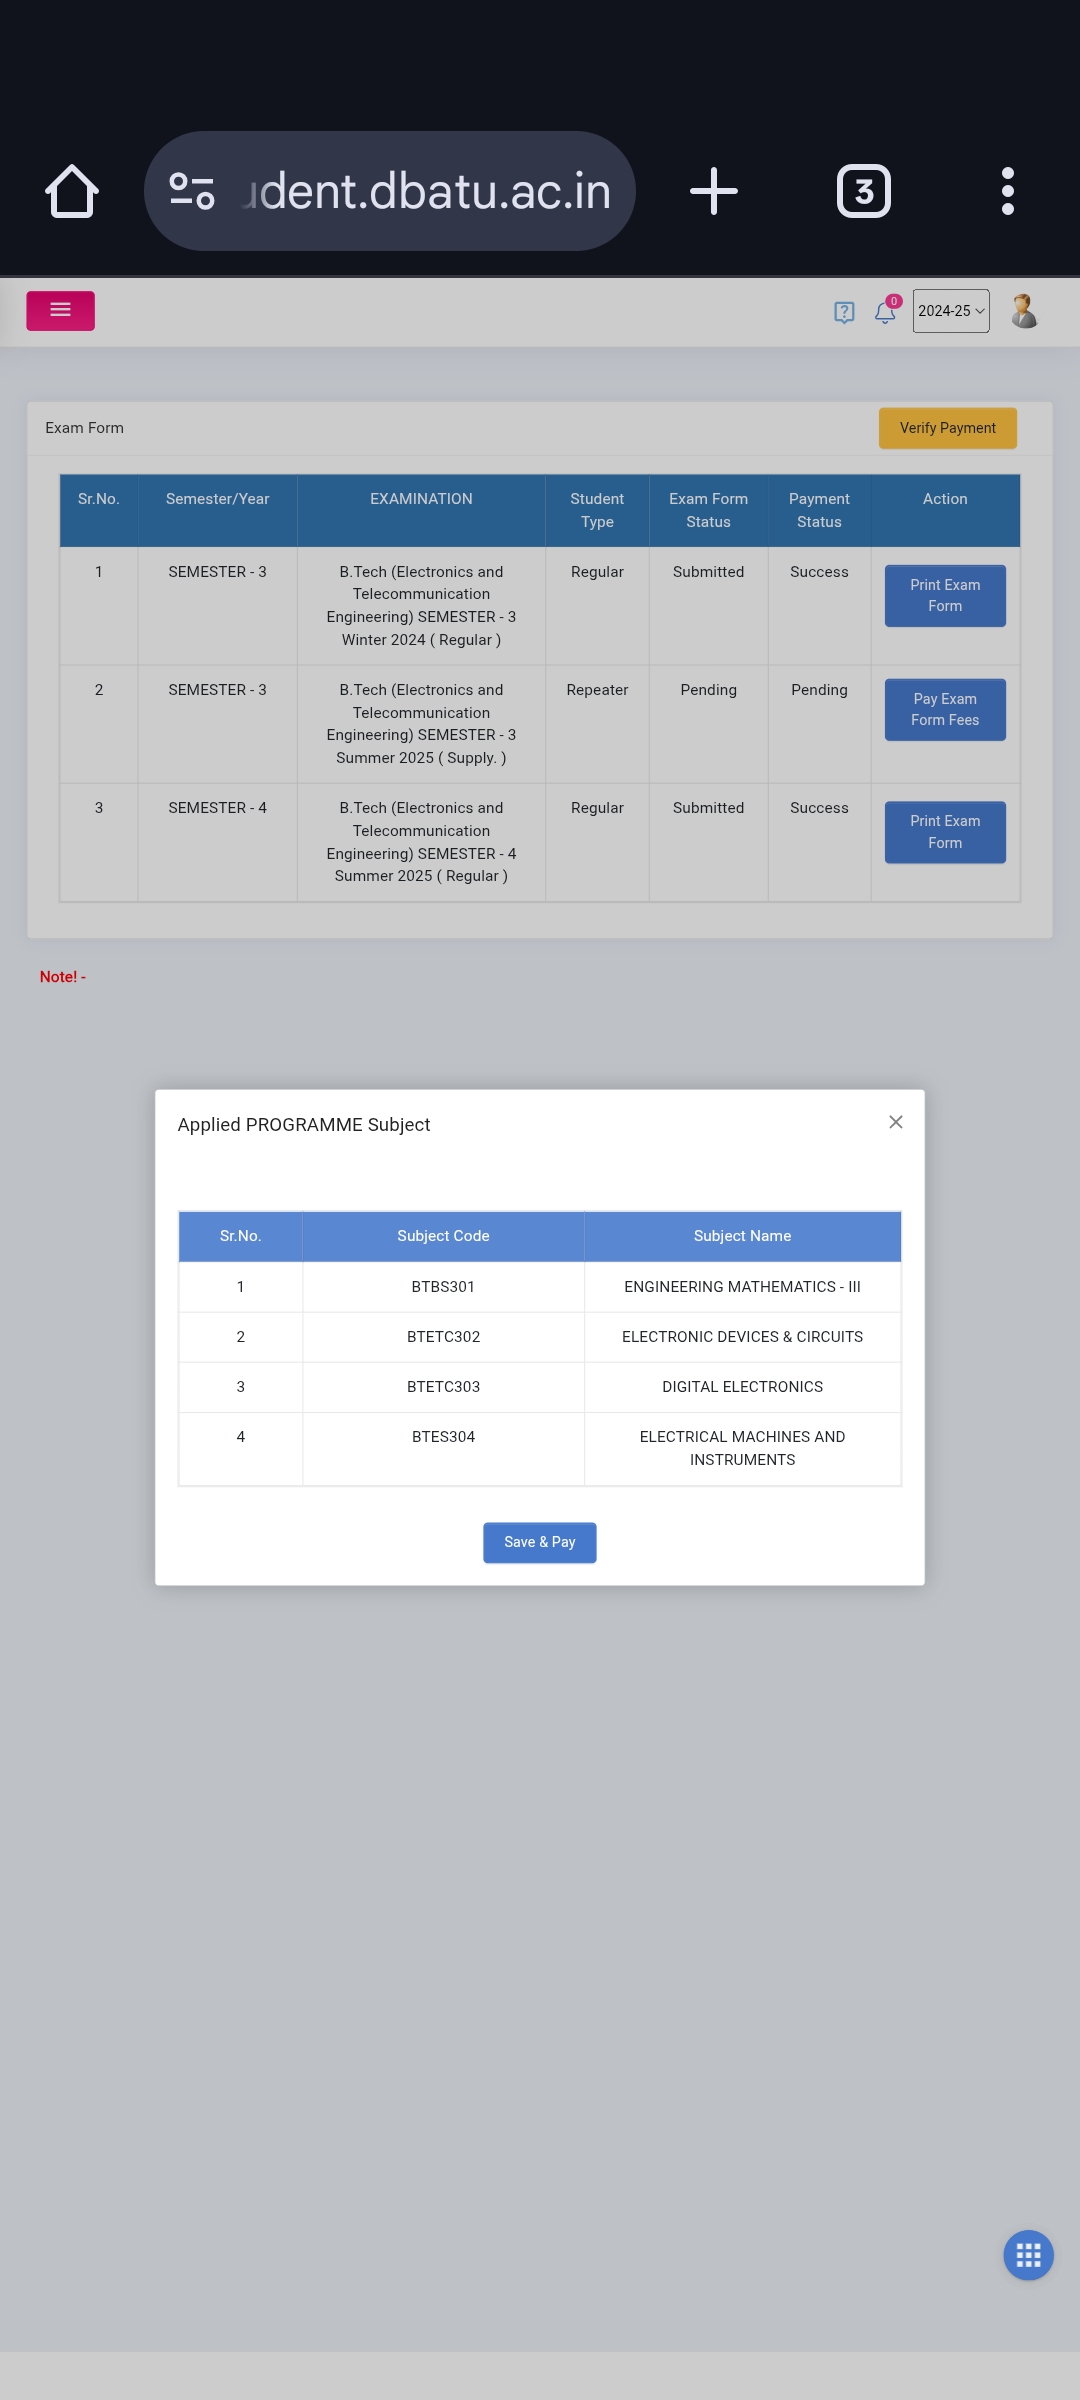 udent.dbatu.ac.in
3
0
2024-25
Exam Form
Verify Payment
Sr.No. Semester/Year EXAMINATION Student Type Exam Form Status Payment Status Action
1 SEMESTER - 3 B.Tech (Electronics and Telecommunication Engineering) SEMESTER - 3 Winter 2024 ( Regular ) Regular Submitted Success Print Exam Form
2 SEMESTER - 3 B.Tech (Electronics and Telecommunication Engineering) SEMESTER - 3 Summer 2025 ( Supply. ) Repeater Pending Pending Pay Exam Form Fees
3 SEMESTER - 4 B.Tech (Electronics and Telecommunication Engineering) SEMESTER - 4 Summer 2025 ( Regular ) Regular Submitted Success Print Exam Form
Note! -
Applied PROGRAMME Subject
Sr.No. Subject Code Subject Name
1 BTBS301 ENGINEERING MATHEMATICS - III
2 BTETC302 ELECTRONIC DEVICES & CIRCUITS
3 BTETC303 DIGITAL ELECTRONICS
4 BTES304 ELECTRICAL MACHINES AND INSTRUMENTS
Save & Pay